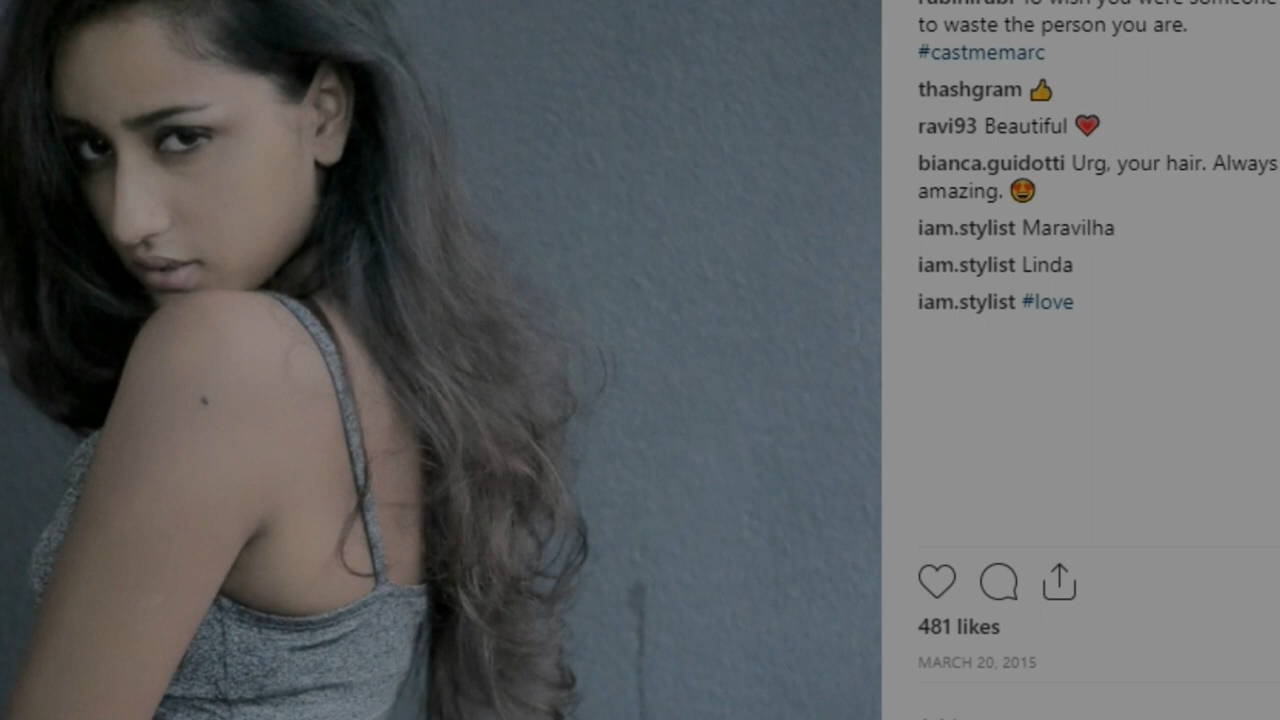 to waste the person you are.
#castmemarc
thashgram 👍
ravi93 Beautiful ❤️
bianca.guidotti Urg, your hair. Always
amazing. 😍
iam.stylist Maravilha
iam.stylist Linda
iam.stylist #love
481 likes
MARCH 20, 2015